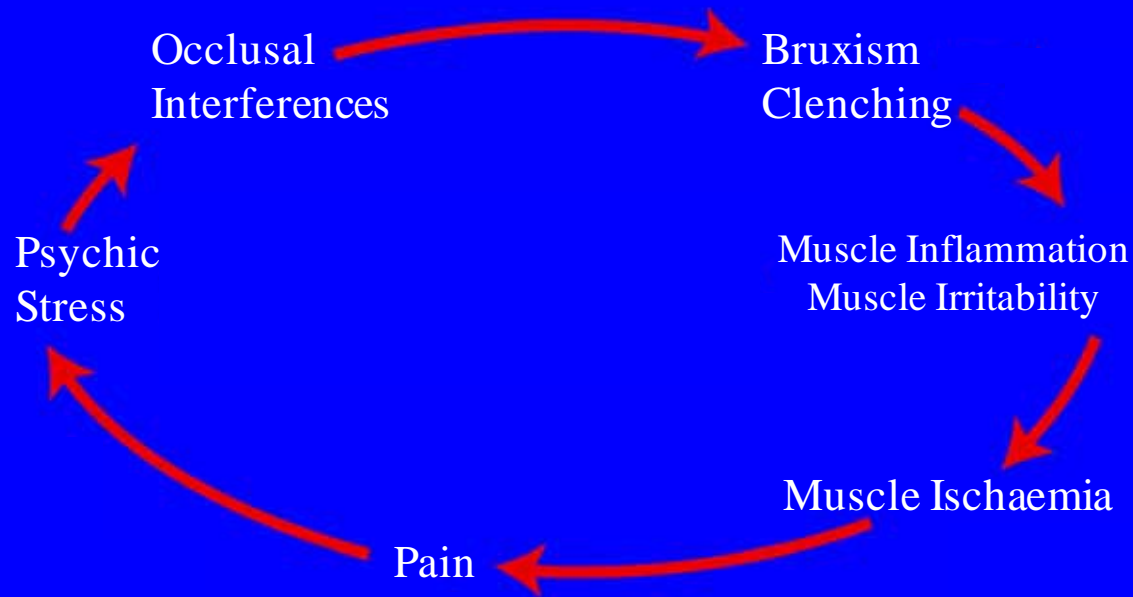 Occlusal
Interferences
Bruxism
Clenching
Muscle Inflammation
Muscle Irritability
Muscle Ischaemia
Pain
Psychic
Stress